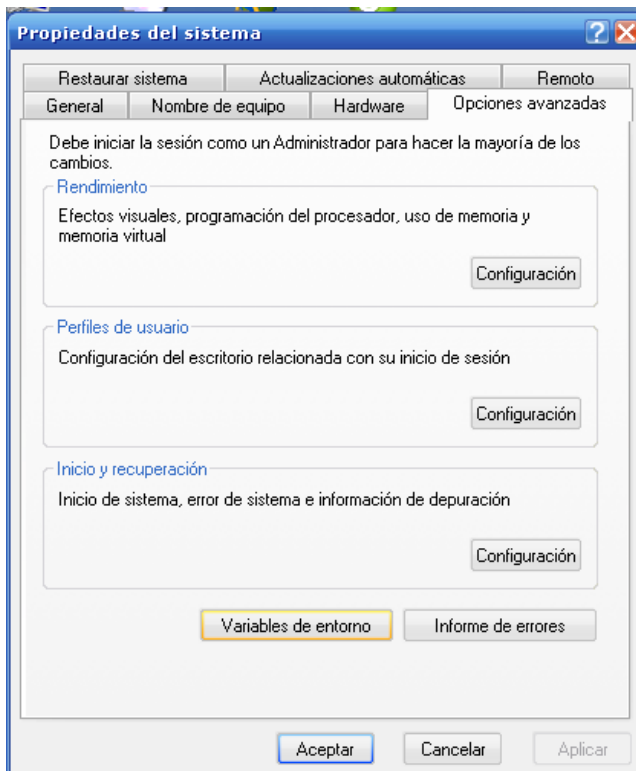 Propiedades del sistema
Restaurar sistema Actualizaciones automáticas Remoto
General Nombre de equipo Hardware Opciones avanzadas
Debe iniciar la sesión como un Administrador para hacer la mayoría de los
cambios.
Rendimiento
Efectos visuales, programación del procesador, uso de memoria y
memoria virtual
Configuración
Perfiles de usuario
Configuración del escritorio relacionada con su inicio de sesión
Configuración
Inicio y recuperación
Inicio de sistema, error de sistema e información de depuración
Configuración
Variables de entorno Informe de errores
Aceptar Cancelar Aplicar